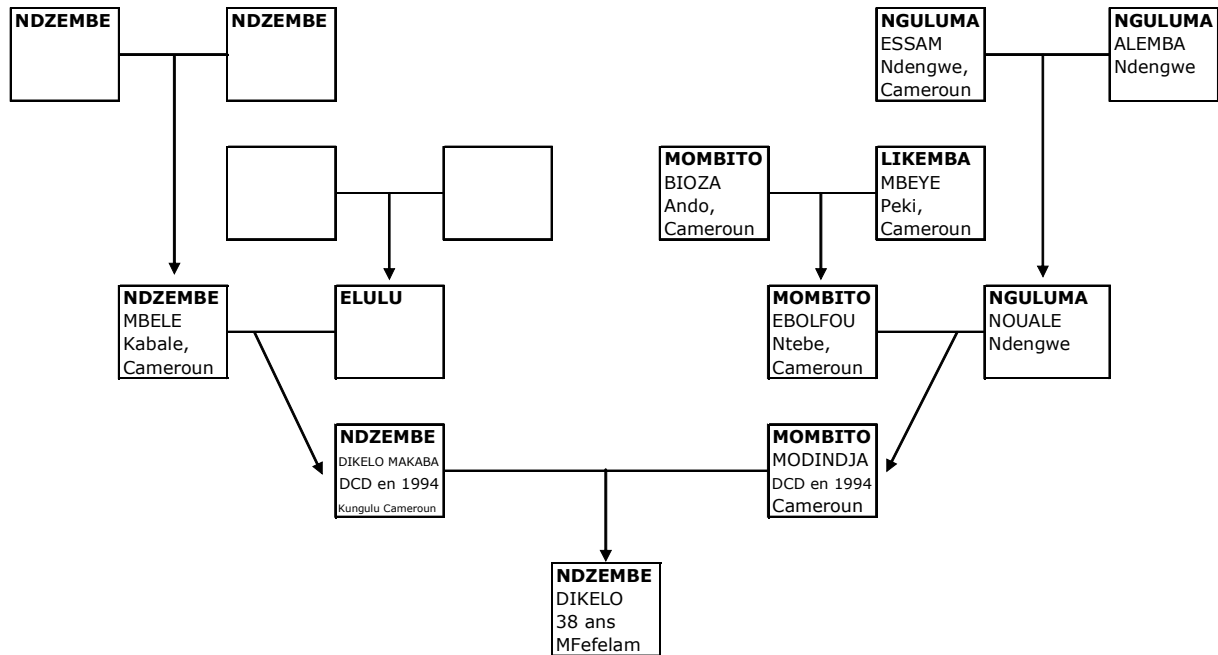 NDZEMBE
NDZEMBE
NGULUMA
ESSAM
Ndengwe,
Cameroun
NGULUMA
ALEMBA
Ndengwe
MOMBITO
BIOZA
Ando,
Cameroun
LIKEMBA
MBEYE
Peki,
Cameroun
NDZEMBE
MBELE
Kabale,
Cameroun
ELULU
MOMBITO
EBOLFOU
Ntebe,
Cameroun
NGULUMA
NOUALE
Ndengwe
NDZEMBE
DIKELO MAKABA
DCD en 1994
Kungulu Cameroun
MOMBITO
MODINDJA
DCD en 1994
Cameroun
NDZEMBE
DIKELO
38 ans
MFefelam